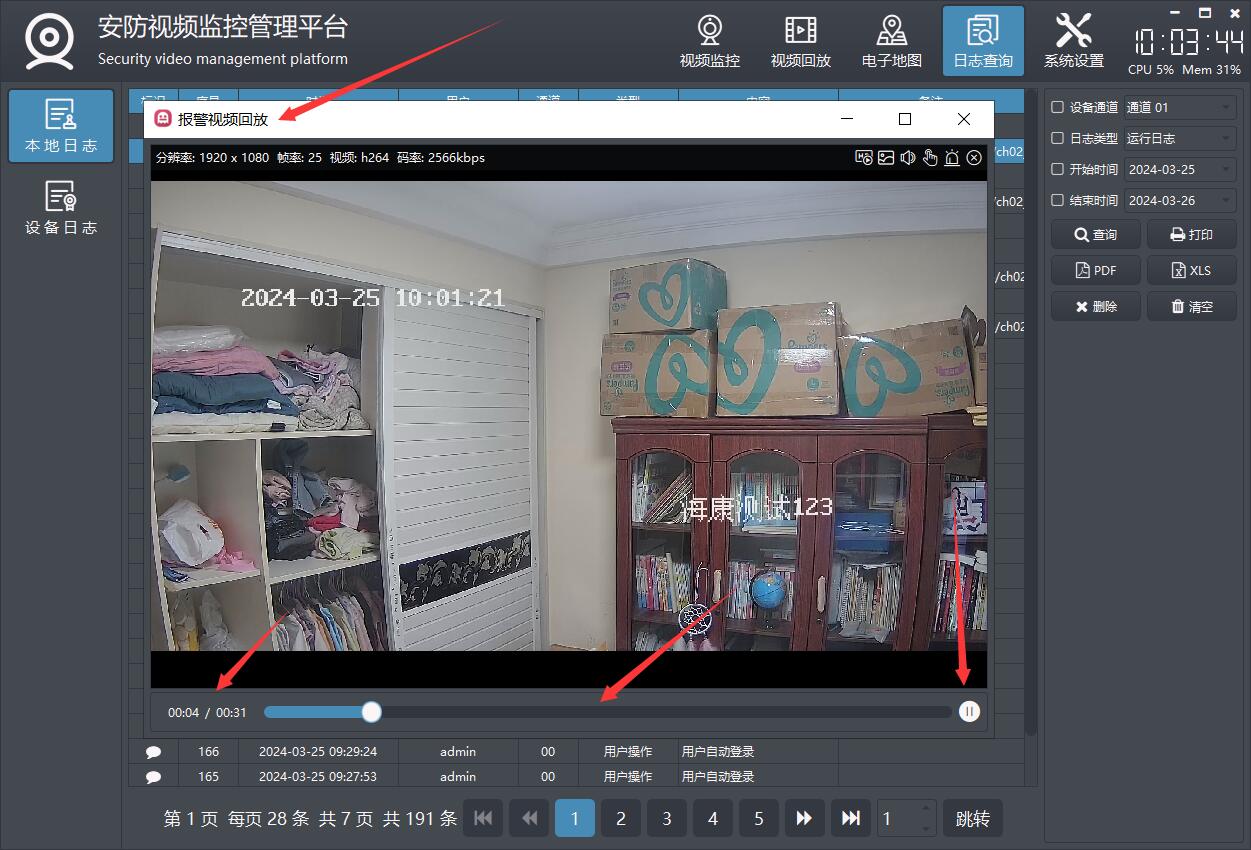 安防视频监控管理平台
Security video management platform
视频监控
视频回放
电子地图
日志查询
系统设置
10:03:44
CPU 5% Mem 31%
本地日志
设备日志
报警视频回放
分辨率: 1920 x 1080 帧率: 25 视频: h264 码率: 2566kbps
2024-03-25 10:01:21
Pampers
海康测试123
00:04 / 00:31
/ch02
/ch02
/ch02
/ch02
166 2024-03-25 09:29:24 admin 00 用户操作 用户自动登录
165 2024-03-25 09:27:53 admin 00 用户操作 用户自动登录
第 1 页 每页 28 条 共 7 页 共 191 条 1 2 3 4 5 1 跳转
设备通道 通道 01
日志类型 运行日志
开始时间 2024-03-25
结束时间 2024-03-26
查询 打印
PDF XLS
删除 清空